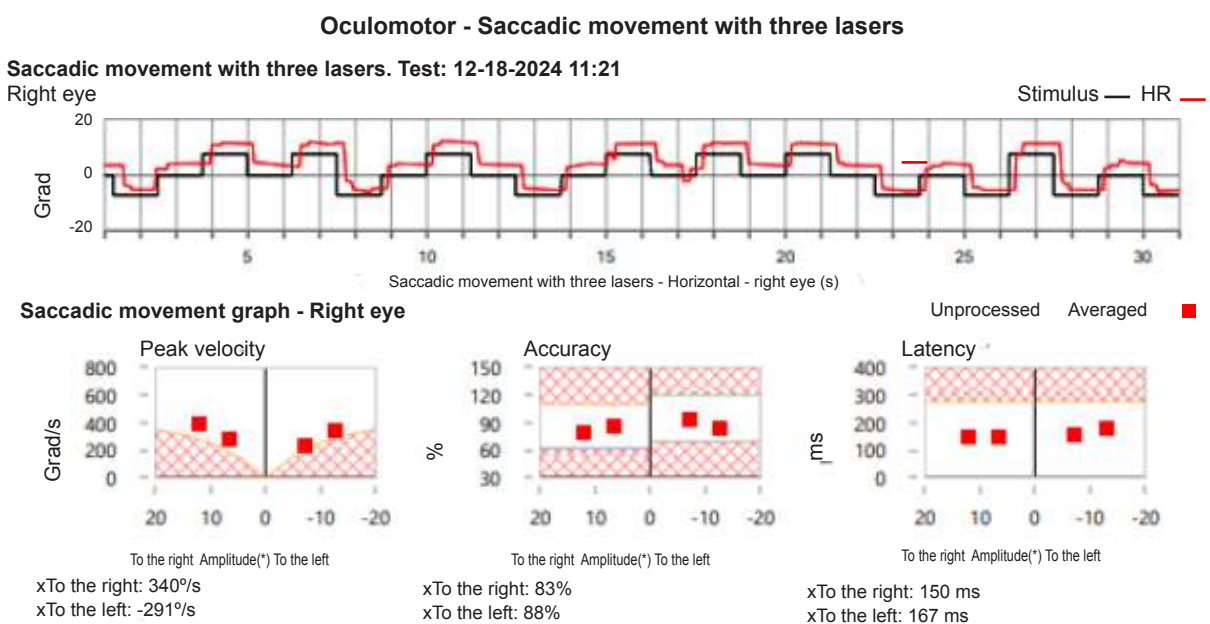 Oculomotor - Saccadic movement with three lasers
Saccadic movement with three lasers. Test: 12-18-2024 11:21
Right eye
Stimulus HR
20
0
-20
Grad
5 10 15 20 25 30
Saccadic movement with three lasers - Horizontal - right eye (s)
Saccadic movement graph - Right eye
Unprocessed Averaged
Peak velocity
800
600
400
200
0
Grad/s
20 10 0 -10 -20
To the right Amplitude(*) To the left
xTo the right: 340º/s
xTo the left: -291º/s
Accuracy
150
120
90
60
30
%
20 10 0 -10 -20
To the right Amplitude(*) To the left
xTo the right: 83%
xTo the left: 88%
Latency
400
300
200
100
0
ms
20 10 0 -10 -20
To the right Amplitude(*) To the left
xTo the right: 150 ms
xTo the left: 167 ms